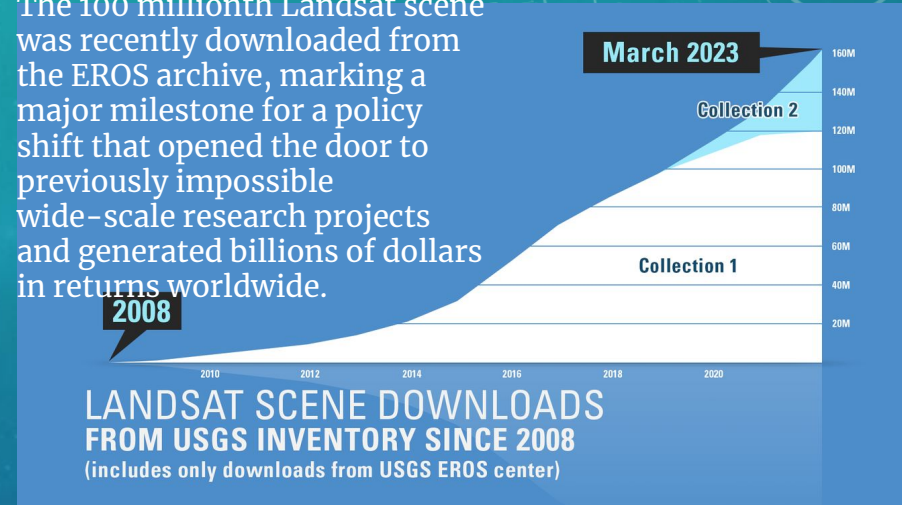 The 100 millionth Landsat scene
was recently downloaded from
the EROS archive, marking a
major milestone for a policy
shift that opened the door to
previously impossible
wide-scale research projects
and generated billions of dollars
in returns worldwide.
March 2023
Collection 2
Collection 1
160M
140M
120M
100M
80M
60M
40M
20M
2008
2010 2012 2014 2016 2018 2020
LANDSAT SCENE DOWNLOADS
FROM USGS INVENTORY SINCE 2008
(includes only downloads from USGS EROS center)